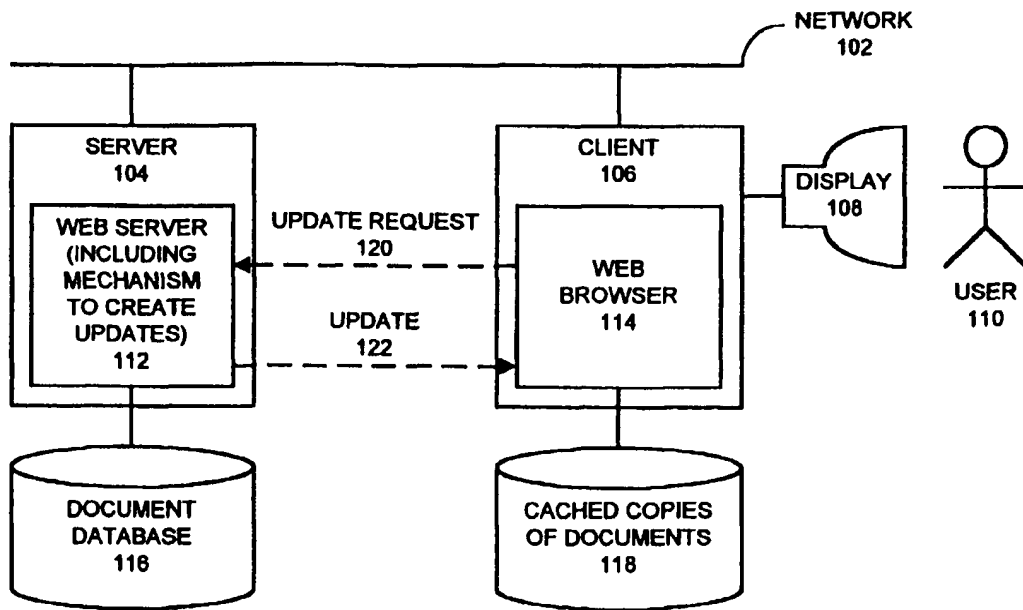 NETWORK
102
SERVER
104
CLIENT
106
DISPLAY
108
WEB SERVER
(INCLUDING
MECHANISM
TO CREATE
UPDATES)
112
UPDATE REQUEST
120
UPDATE
122
WEB
BROWSER
114
USER
110
DOCUMENT
DATABASE
116
CACHED COPIES
OF DOCUMENTS
118